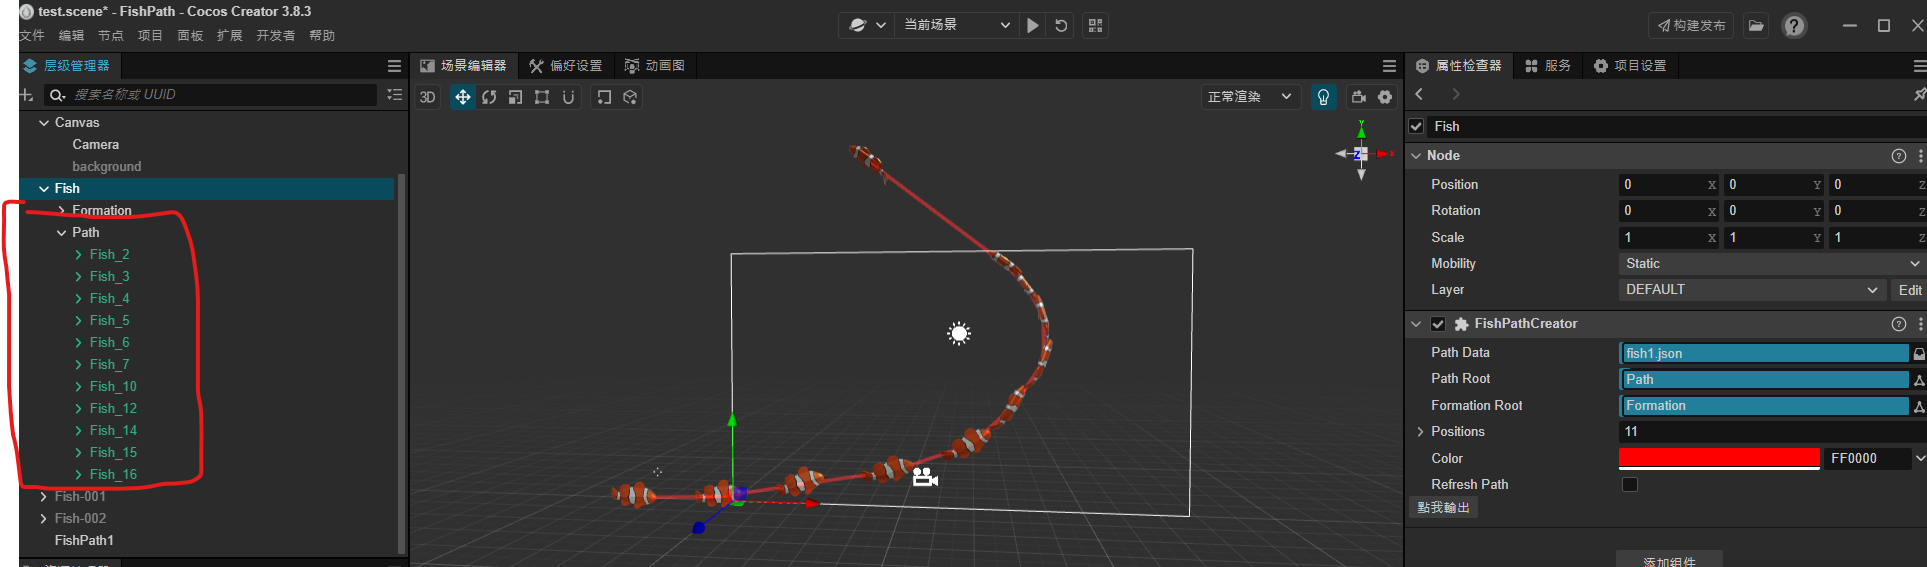 test.scene* - FishPath - Cocos Creator 3.8.3
文件 编辑 节点 项目 面板 扩展 开发者 帮助
当前场景
构建发布
层级管理器
搜索名称或 UUID
Canvas
Camera
background
Fish
Formation
Path
Fish_2
Fish_3
Fish_4
Fish_5
Fish_6
Fish_7
Fish_10
Fish_12
Fish_14
Fish_15
Fish_16
Fish-001
Fish-002
FishPath1
场景编辑器 偏好设置 动画图
3D
正常渲染
Y
X
Z
属性检查器 服务 项目设置
Fish
Node
Position 0 X 0 Y 0 Z
Rotation 0 X 0 Y 0 Z
Scale 1 X 1 Y 1 Z
Mobility Static
Layer DEFAULT Edit
FishPathCreator
Path Data fish1.json
Path Root Path
Formation Root Formation
Positions 11
Color FF0000
Refresh Path
點我輸出
添加组件